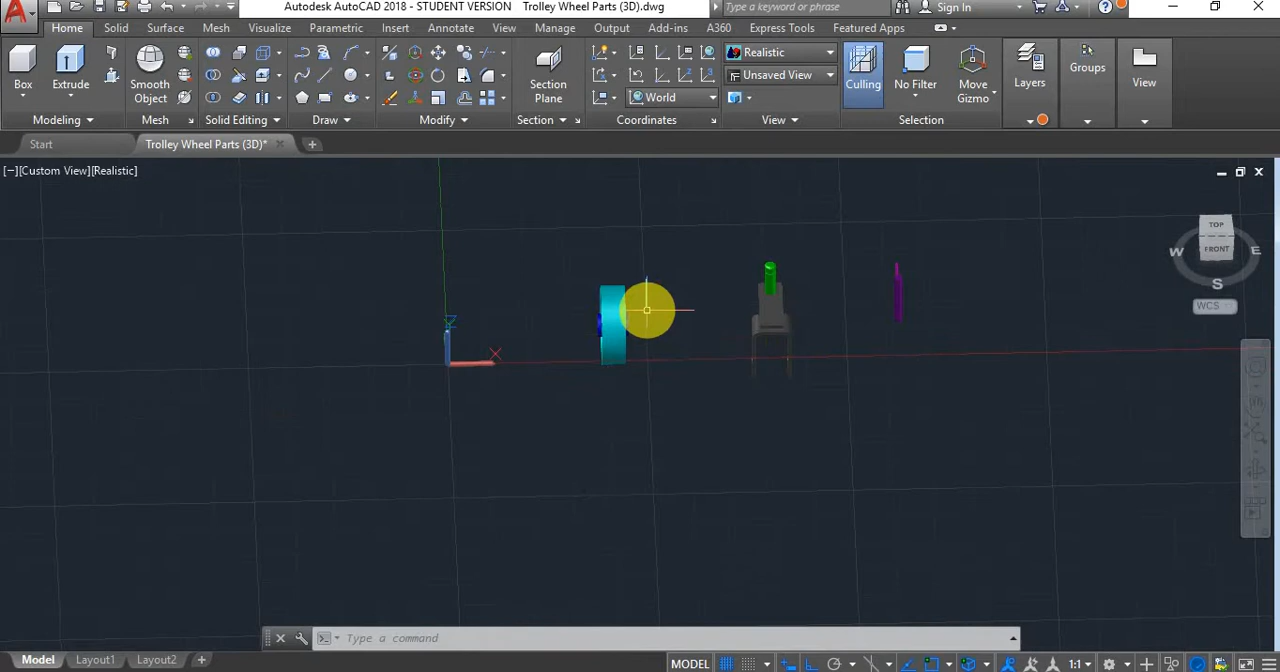 Autodesk AutoCAD 2018 - STUDENT VERSION Trolley Wheel Parts (3D).dwg
Type a keyword or phrase
Sign In
Home Solid Surface Mesh Visualize Parametric Insert Annotate View Manage Output Add-ins A360 Express Tools Featured Apps
Box Extrude Smooth Object Section Plane Realistic Unsaved View World Culling No Filter Move Gizmo Layers Groups View
Modeling Mesh Solid Editing Draw Modify Section Coordinates View Selection
Start Trolley Wheel Parts (3D)*
[−][Custom View][Realistic]
TOP
FRONT
W E
S
WCS
Z
X
Type a command
Model Layout1 Layout2 MODEL 1:1